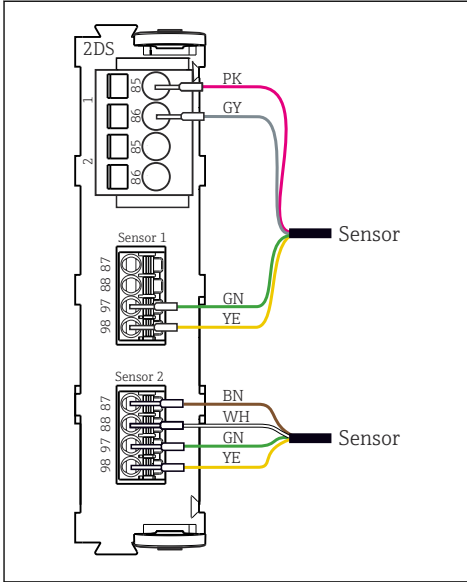 2DS
PK
85
1
GY
86
85
2
86
Sensor
Sensor 1
87
88
97
GN
98
YE
Sensor 2
87
BN
88
WH
97
GN
Sensor
98
YE